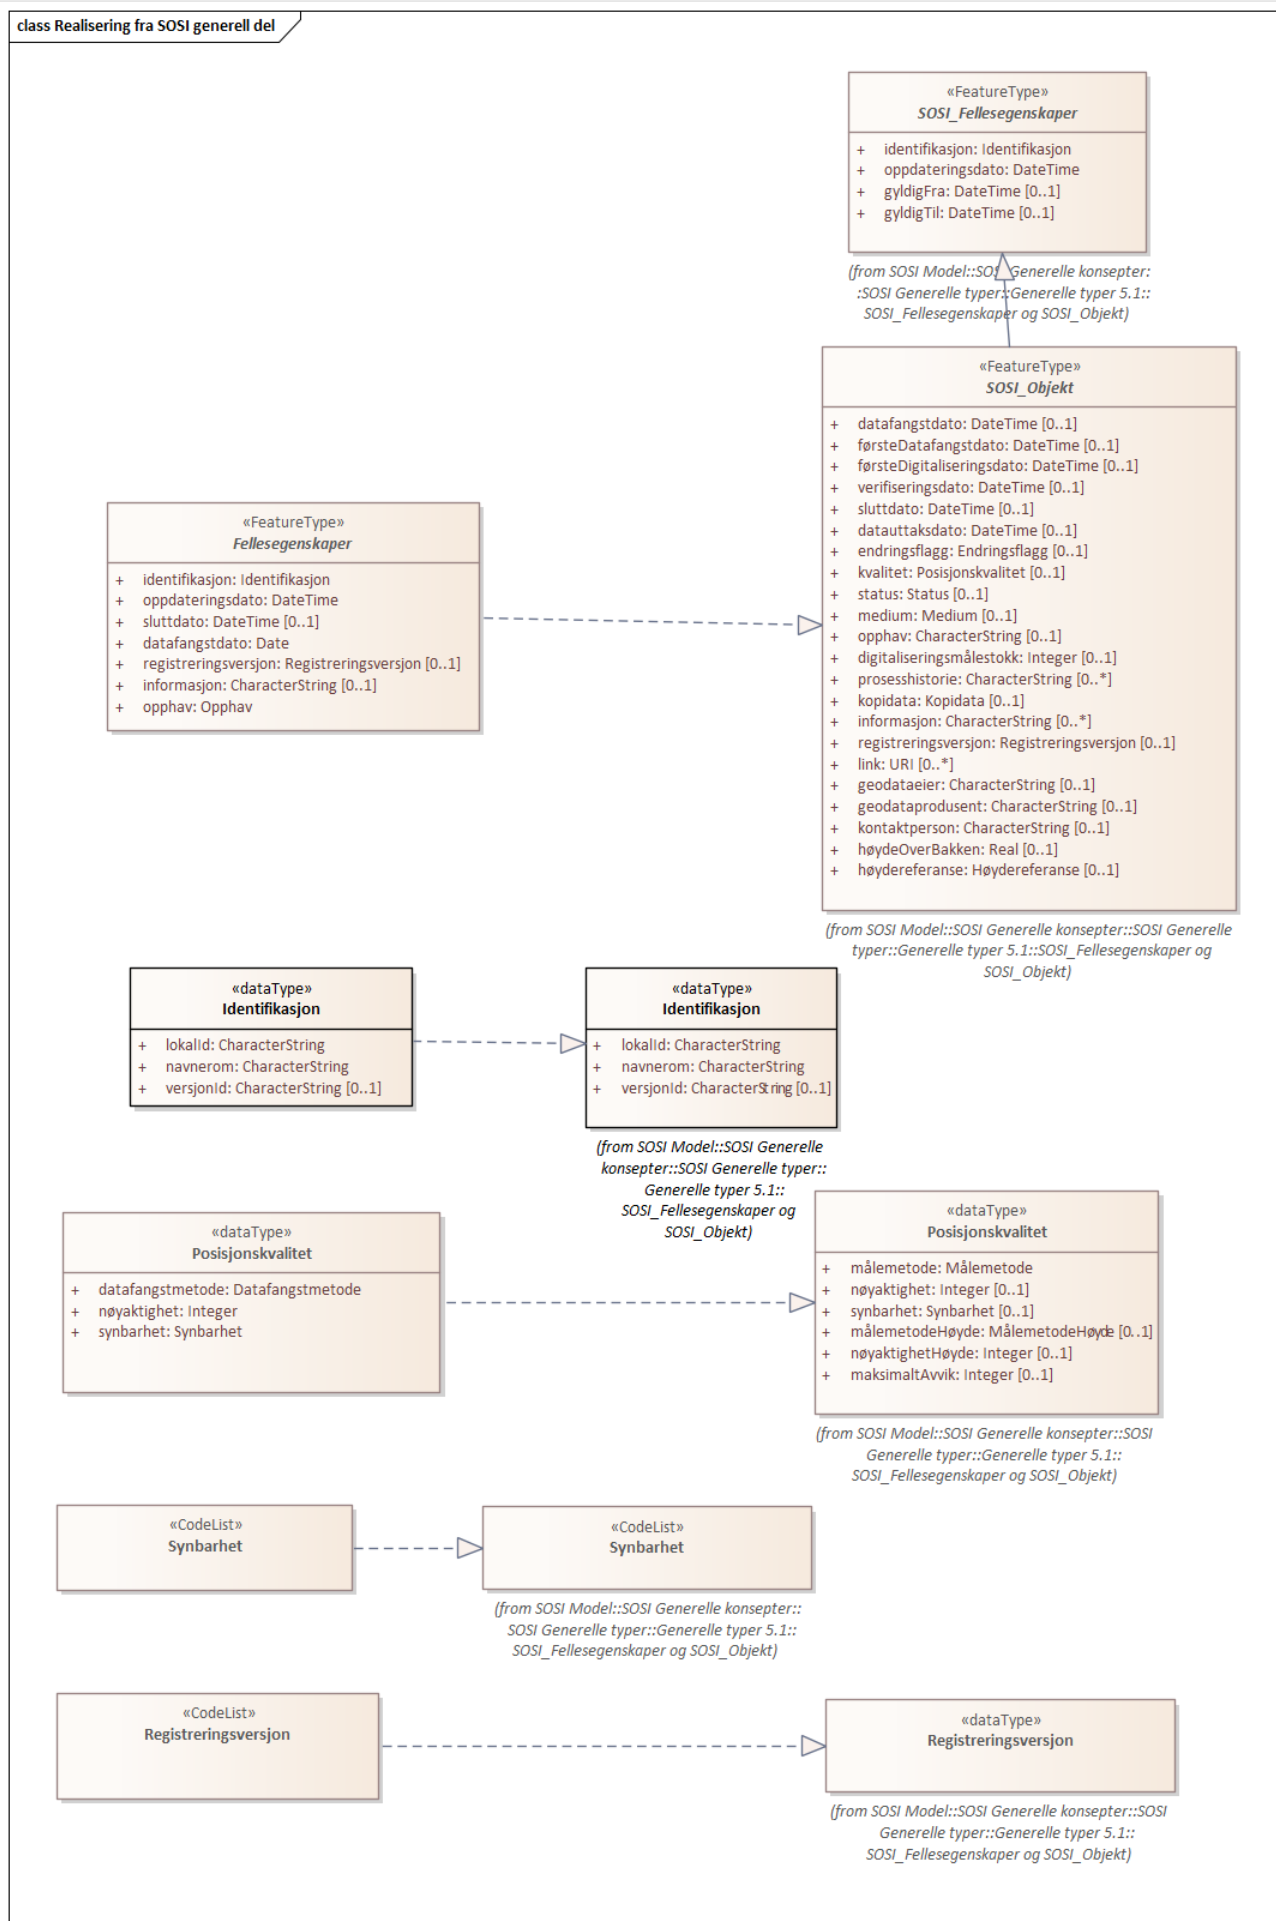 class Realisering fra SOSI generell del
«FeatureType»
SOSI_Fellesegenskaper
+ identifikasjon: Identifikasjon
+ oppdateringsdato: DateTime
+ gyldigFra: DateTime [0..1]
+ gyldigTil: DateTime [0..1]
(from SOSI Model::SOSI Generelle konsepter:
:SOSI Generelle typer::Generelle typer 5.1::
SOSI_Fellesegenskaper og SOSI_Objekt)
«FeatureType»
SOSI_Objekt
+ datafangstdato: DateTime [0..1]
+ førsteDatafangstdato: DateTime [0..1]
+ førsteDigitaliseringsdato: DateTime [0..1]
+ verifiseringsdato: DateTime [0..1]
+ sluttdato: DateTime [0..1]
+ datauttaksdato: DateTime [0..1]
+ endringsflagg: Endringsflagg [0..1]
+ kvalitet: Posisjonskvalitet [0..1]
+ status: Status [0..1]
+ medium: Medium [0..1]
+ opphav: CharacterString [0..1]
+ digitaliseringsmålestokk: Integer [0..1]
+ prosesshistorie: CharacterString [0..*]
+ kopidata: Kopidata [0..1]
+ informasjon: CharacterString [0..*]
+ registreringsversjon: Registreringsversjon [0..1]
+ link: URI [0..*]
+ geodataeier: CharacterString [0..1]
+ geodataprodusent: CharacterString [0..1]
+ kontaktperson: CharacterString [0..1]
+ høydeOverBakken: Real [0..1]
+ høydereferanse: Høydereferanse [0..1]
(from SOSI Model::SOSI Generelle konsepter::SOSI Generelle
typer::Generelle typer 5.1::SOSI_Fellesegenskaper og
SOSI_Objekt)
«FeatureType»
Fellesegenskaper
+ identifikasjon: Identifikasjon
+ oppdateringsdato: DateTime
+ sluttdato: DateTime [0..1]
+ datafangstdato: Date
+ registreringsversjon: Registreringsversjon [0..1]
+ informasjon: CharacterString [0..1]
+ opphav: Opphav
«dataType»
Identifikasjon
+ lokalId: CharacterString
+ navnerom: CharacterString
+ versjonId: CharacterString [0..1]
«dataType»
Identifikasjon
+ lokalId: CharacterString
+ navnerom: CharacterString
+ versjonId: CharacterString [0..1]
(from SOSI Model::SOSI Generelle
konsepter::SOSI Generelle typer::
Generelle typer 5.1::
SOSI_Fellesegenskaper og
SOSI_Objekt)
«dataType»
Posisjonskvalitet
+ datafangstmetode: Datafangstmetode
+ nøyaktighet: Integer
+ synbarhet: Synbarhet
«dataType»
Posisjonskvalitet
+ målemetode: Målemetode
+ nøyaktighet: Integer [0..1]
+ synbarhet: Synbarhet [0..1]
+ målemetodeHøyde: MålemetodeHøyde [0..1]
+ nøyaktighetHøyde: Integer [0..1]
+ maksimaltAvvik: Integer [0..1]
(from SOSI Model::SOSI Generelle konsepter::SOSI
Generelle typer::Generelle typer 5.1::
SOSI_Fellesegenskaper og SOSI_Objekt)
«CodeList»
Synbarhet
«CodeList»
Synbarhet
(from SOSI Model::SOSI Generelle konsepter::
SOSI Generelle typer::Generelle typer 5.1::
SOSI_Fellesegenskaper og SOSI_Objekt)
«CodeList»
Registreringsversjon
«dataType»
Registreringsversjon
(from SOSI Model::SOSI Generelle konsepter::SOSI
Generelle typer::Generelle typer 5.1::
SOSI_Fellesegenskaper og SOSI_Objekt)